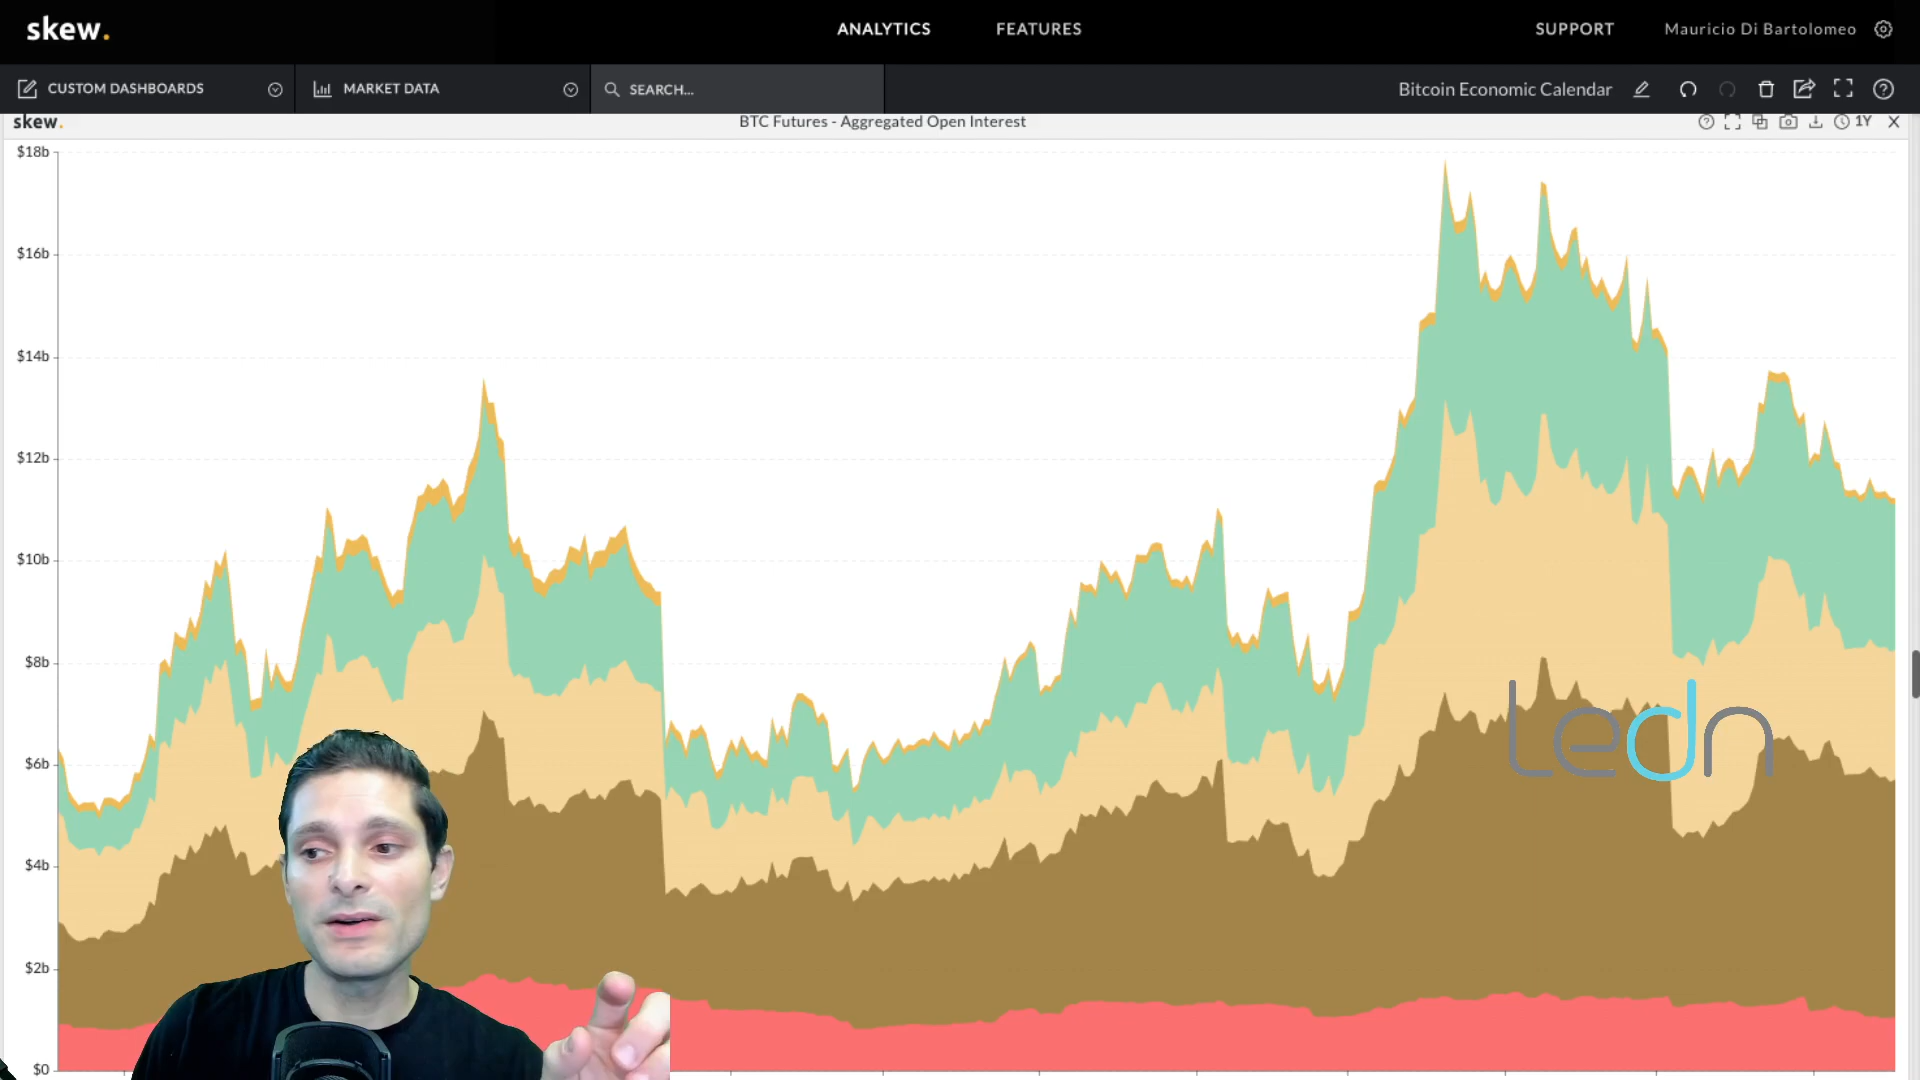 skew.
ANALYTICS
FEATURES
SUPPORT
Mauricio Di Bartolomeo
CUSTOM DASHBOARDS
MARKET DATA
SEARCH...
Bitcoin Economic Calendar
skew.
BTC Futures - Aggregated Open Interest
1Y
$18b
$16b
$14b
$12b
$10b
$8b
$6b
$4b
$2b
$0
ledn